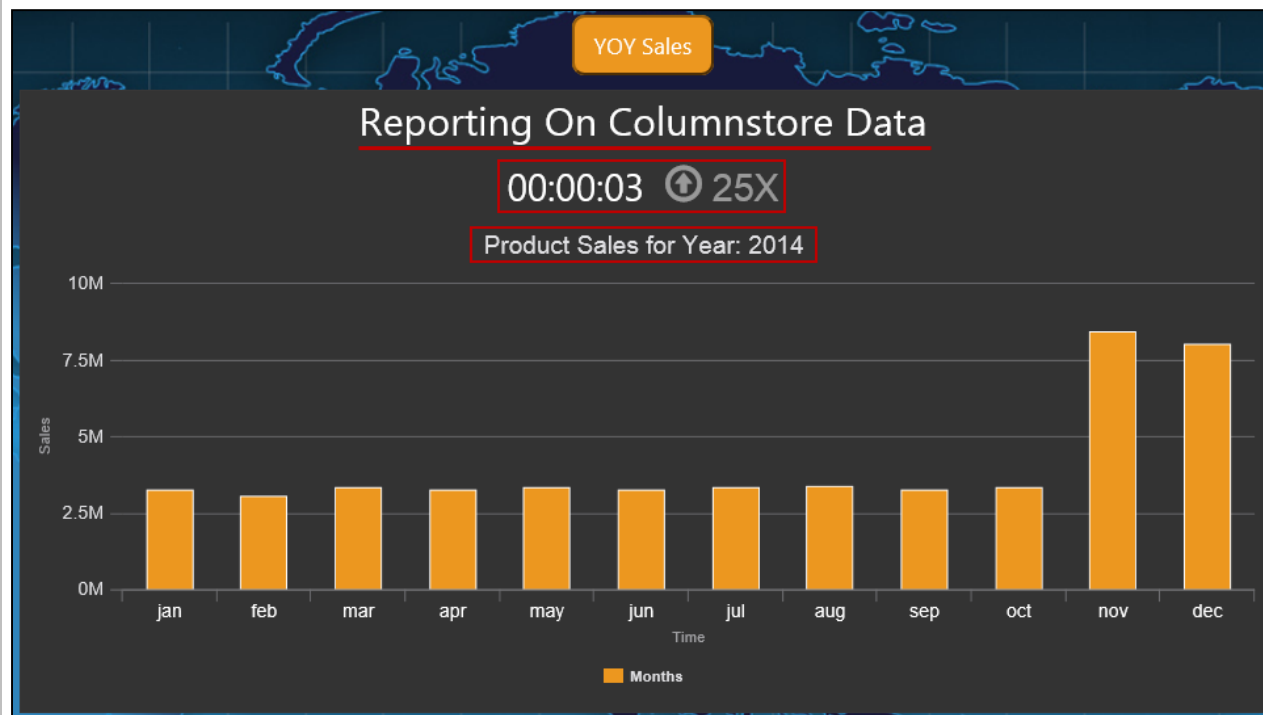 YOY Sales
Reporting On Columnstore Data
00:00:03 25X
Product Sales for Year: 2014
10M
7.5M
5M
2.5M
0M
Sales
jan feb mar apr may jun jul aug sep oct nov dec
Time
Months